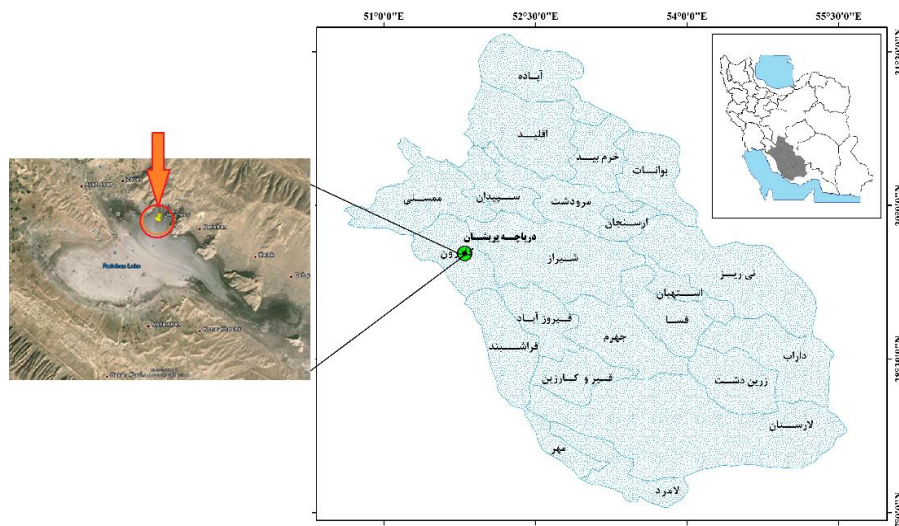 51°0'0"E
52°30'0"E
54°0'0"E
55°30'0"E
آباده
اقلید
خرم بید
بوانات
ممسنی
سپیدان
مرودشت
ارسنجان
دریاچه پریشان
شیراز
نی ریز
استهبان
فسا
فیروز آباد
جهرم
فراشبند
داراب
قیر و کارزین
زرین دشت
لارستان
مهر
لامرد
Parishan Lake